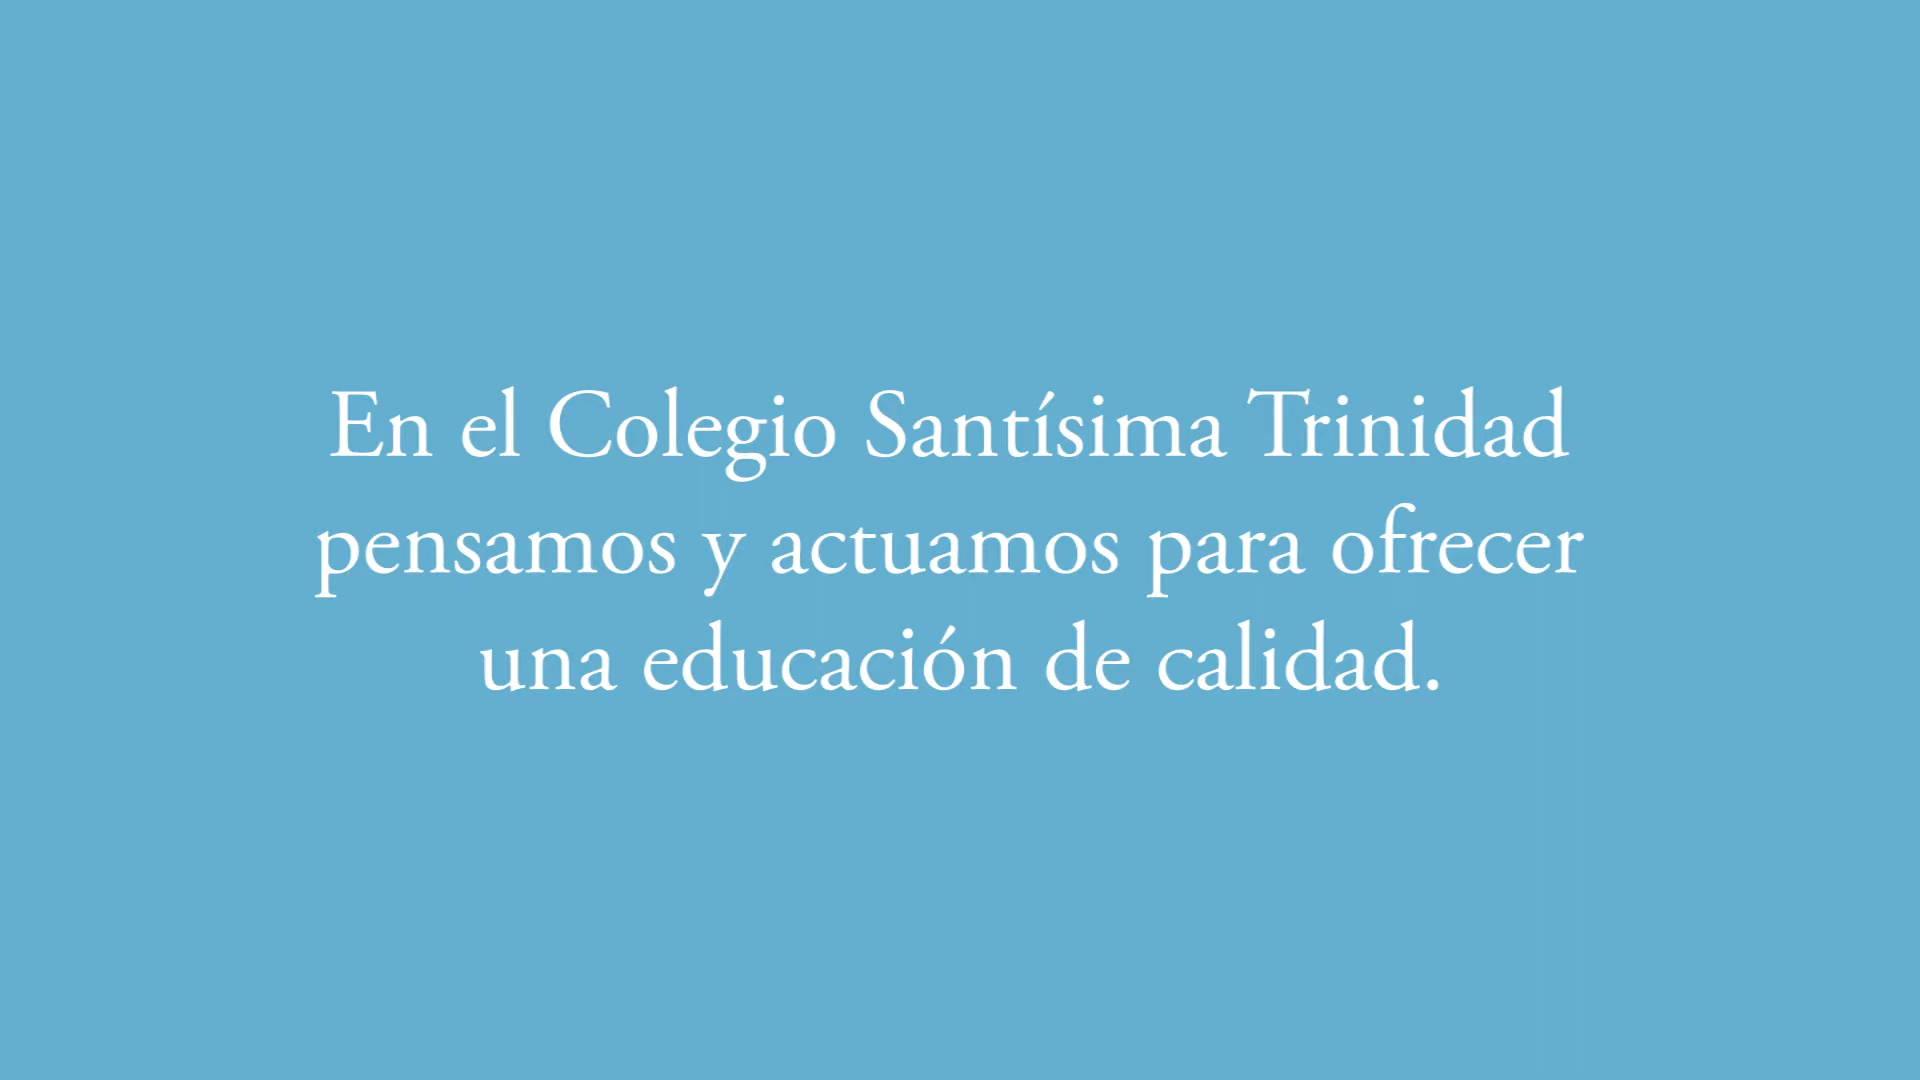 En el Colegio Santísima Trinidad
pensamos y actuamos para ofrecer
una educación de calidad.